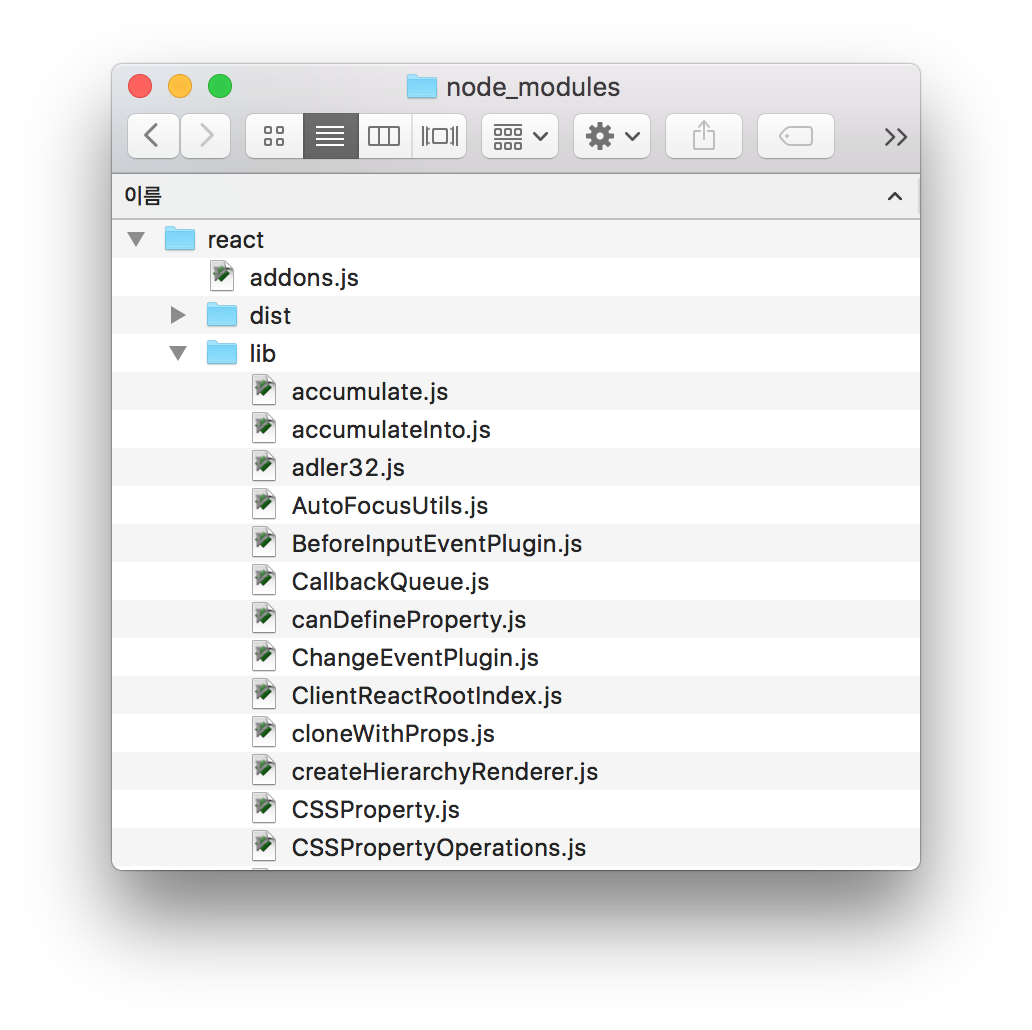 node_modules
이름
react
addons.js
dist
lib
accumulate.js
accumulateInto.js
adler32.js
AutoFocusUtils.js
BeforeInputEventPlugin.js
CallbackQueue.js
canDefineProperty.js
ChangeEventPlugin.js
ClientReactRootIndex.js
cloneWithProps.js
createHierarchyRenderer.js
CSSProperty.js
CSSPropertyOperations.js